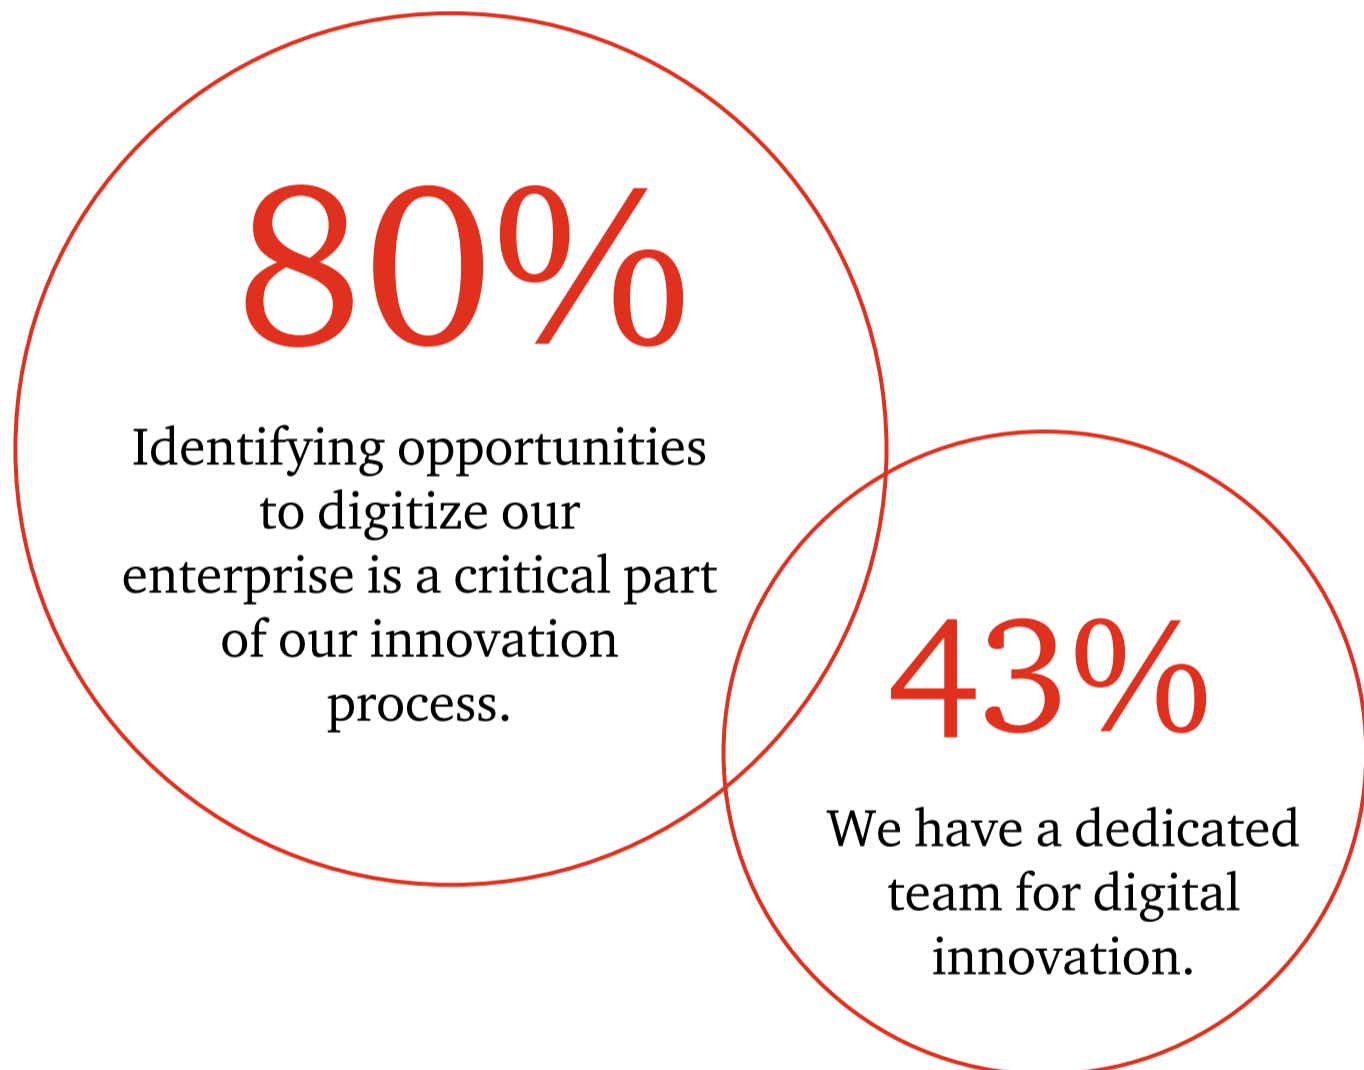 80%
Identifying opportunities
to digitize our
enterprise is a critical part
of our innovation
process.
43%
We have a dedicated
team for digital
innovation.